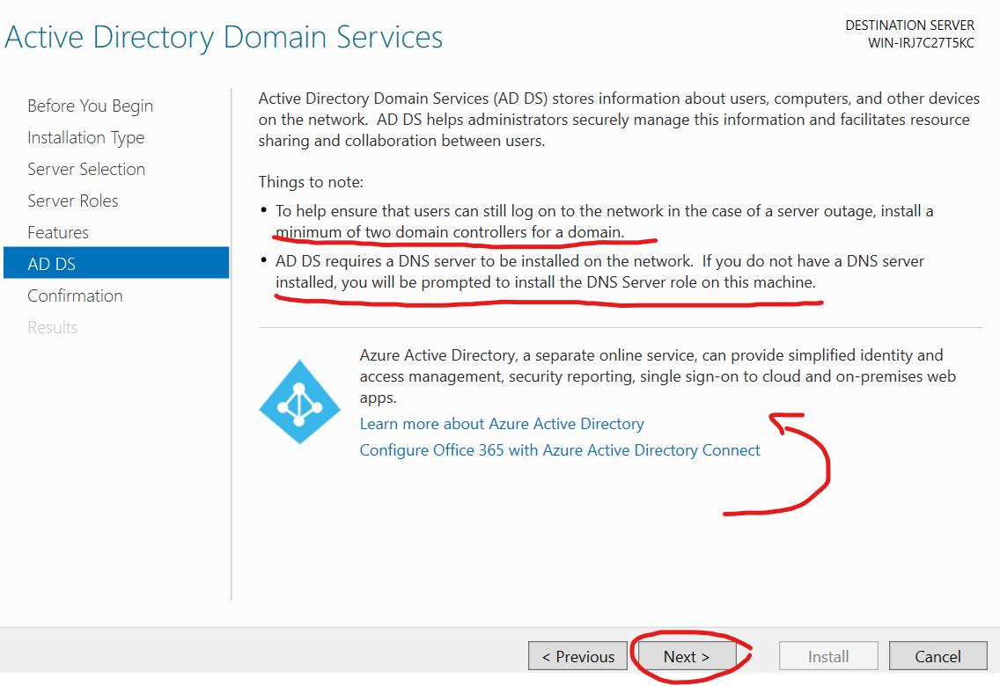 Active Directory Domain Services
DESTINATION SERVER
WIN-IRJ7C27T5KC
Before You Begin
Installation Type
Server Selection
Server Roles
Features
AD DS
Confirmation
Results
Active Directory Domain Services (AD DS) stores information about users, computers, and other devices
on the network.  AD DS helps administrators securely manage this information and facilitates resource
sharing and collaboration between users.
Things to note:
• To help ensure that users can still log on to the network in the case of a server outage, install a
minimum of two domain controllers for a domain.
• AD DS requires a DNS server to be installed on the network.  If you do not have a DNS server
installed, you will be prompted to install the DNS Server role on this machine.
Azure Active Directory, a separate online service, can provide simplified identity and
access management, security reporting, single sign-on to cloud and on-premises web
apps.
Learn more about Azure Active Directory
Configure Office 365 with Azure Active Directory Connect
< Previous
Next >
Install
Cancel